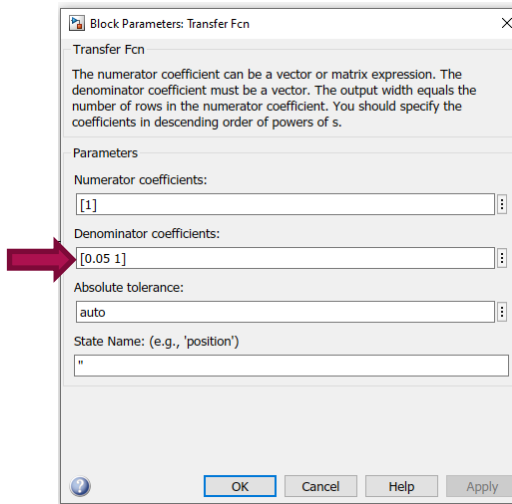 Block Parameters: Transfer Fcn
Transfer Fcn
The numerator coefficient can be a vector or matrix expression. The
denominator coefficient must be a vector. The output width equals the
number of rows in the numerator coefficient. You should specify the
coefficients in descending order of powers of s.
Parameters
Numerator coefficients:
[1]
Denominator coefficients:
[0.05 1]
Absolute tolerance:
auto
State Name: (e.g., 'position')
''
OK Cancel Help Apply